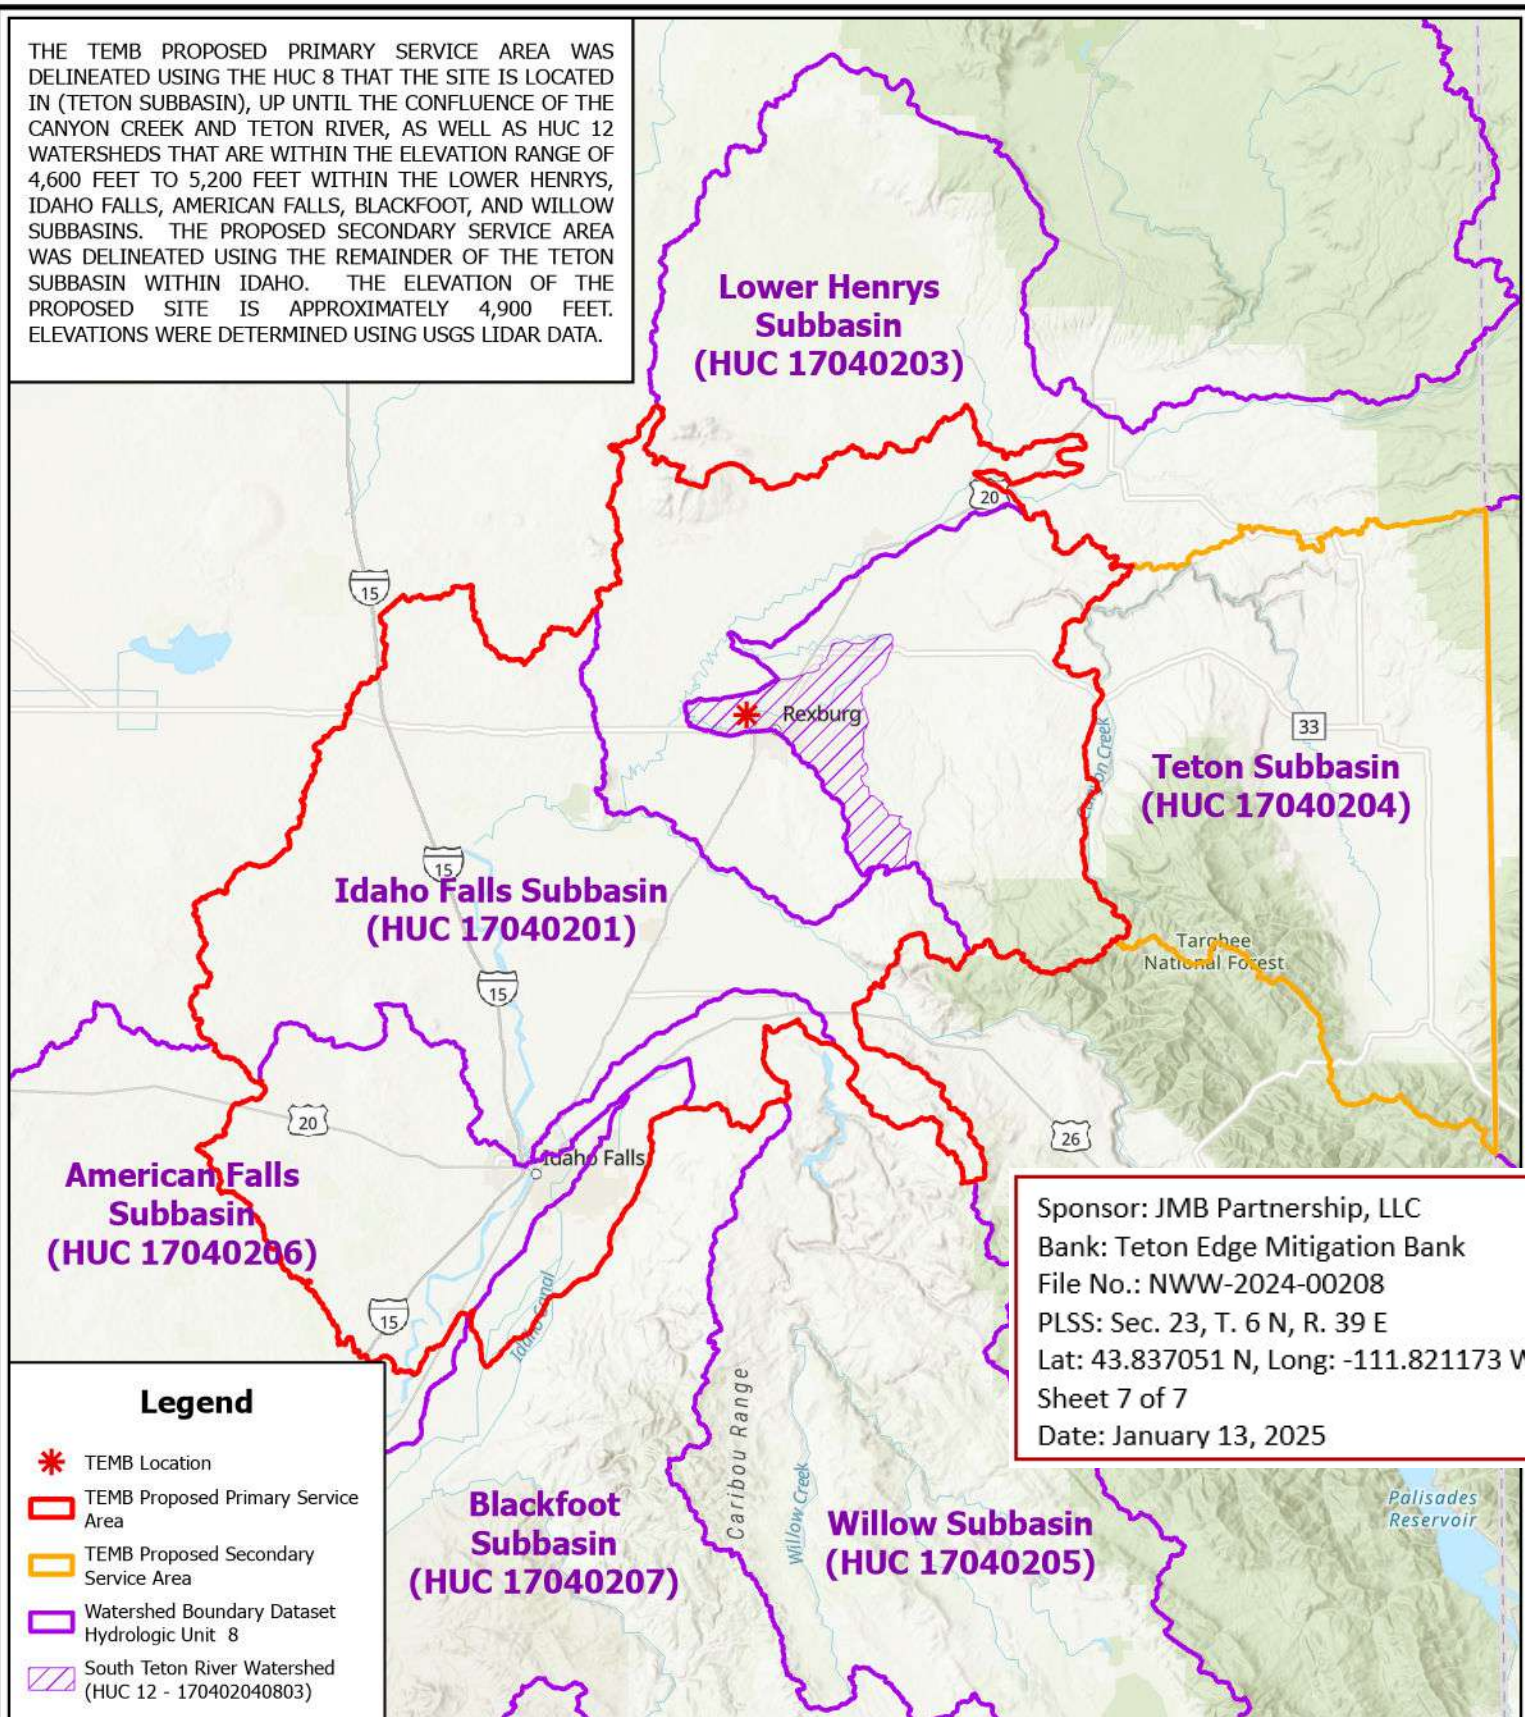 THE TEMB PROPOSED PRIMARY SERVICE AREA WAS
DELINEATED USING THE HUC 8 THAT THE SITE IS LOCATED
IN (TETON SUBBASIN), UP UNTIL THE CONFLUENCE OF THE
CANYON CREEK AND TETON RIVER, AS WELL AS HUC 12
WATERSHEDS THAT ARE WITHIN THE ELEVATION RANGE OF
4,600 FEET TO 5,200 FEET WITHIN THE LOWER HENRYS,
IDAHO FALLS, AMERICAN FALLS, BLACKFOOT, AND WILLOW
SUBBASINS. THE PROPOSED SECONDARY SERVICE AREA
WAS DELINEATED USING THE REMAINDER OF THE TETON
SUBBASIN WITHIN IDAHO. THE ELEVATION OF THE
PROPOSED SITE IS APPROXIMATELY 4,900 FEET.
ELEVATIONS WERE DETERMINED USING USGS LIDAR DATA.
Lower Henrys
Subbasin
(HUC 17040203)
20
15
Rexburg
33
Canyon Creek
Teton Subbasin
(HUC 17040204)
15
Idaho Falls Subbasin
(HUC 17040201)
Targhee
National Forest
15
20
26
Idaho Falls
American Falls
Subbasin
(HUC 17040206)
15
Idaho Canal
Sponsor: JMB Partnership, LLC
Bank: Teton Edge Mitigation Bank
File No.: NWW-2024-00208
PLSS: Sec. 23, T. 6 N, R. 39 E
Lat: 43.837051 N, Long: -111.821173 W
Sheet 7 of 7
Date: January 13, 2025
Caribou Range
Willow Creek
Palisades
Reservoir
Blackfoot
Subbasin
(HUC 17040207)
Willow Subbasin
(HUC 17040205)
Legend
TEMB Location
TEMB Proposed Primary Service
Area
TEMB Proposed Secondary
Service Area
Watershed Boundary Dataset
Hydrologic Unit 8
South Teton River Watershed
(HUC 12 - 170402040803)